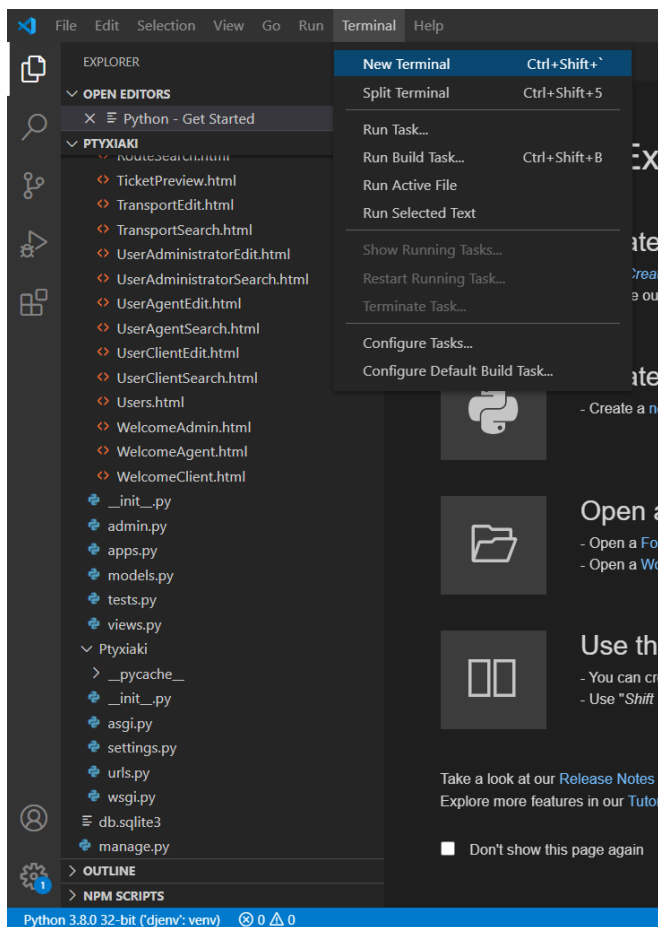 File Edit Selection View Go Run Terminal Help
EXPLORER
OPEN EDITORS
Python - Get Started
PTYXIAKI
RouteSearch.html
TicketPreview.html
TransportEdit.html
TransportSearch.html
UserAdministratorEdit.html
UserAdministratorSearch.html
UserAgentEdit.html
UserAgentSearch.html
UserClientEdit.html
UserClientSearch.html
Users.html
WelcomeAdmin.html
WelcomeAgent.html
WelcomeClient.html
__init__.py
admin.py
apps.py
models.py
tests.py
views.py
Ptyxiaki
__pycache__
__init__.py
asgi.py
settings.py
urls.py
wsgi.py
db.sqlite3
manage.py
OUTLINE
NPM SCRIPTS
New Terminal Ctrl+Shift+`
Split Terminal Ctrl+Shift+5
Run Task...
Run Build Task... Ctrl+Shift+B
Run Active File
Run Selected Text
Show Running Tasks...
Restart Running Task...
Terminate Task...
Configure Tasks...
Configure Default Build Task...
- Create a
Open a
- Open a
- Open a
Use th
- You can
- Use "Shift
Take a look at our Release Notes
Explore more features in our
Don't show this page again
1
Python 3.8.0 32-bit ('djenv': venv) 0 0